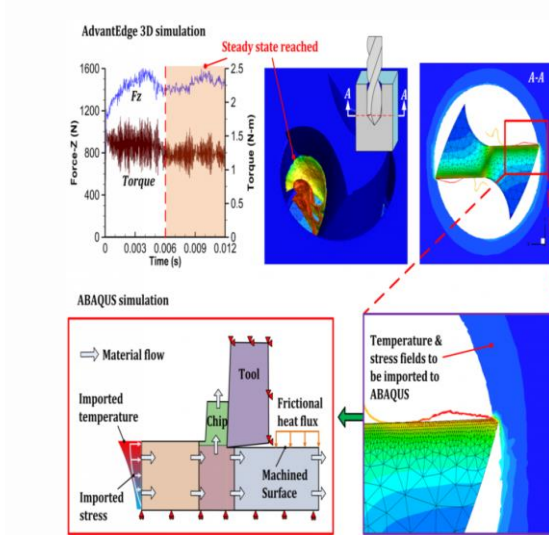 AdvantEdge 3D simulation
Steady state reached
1600
1400
1200
800
400
0
Force-Z (N)
Fz
Torque
2.5
2
1.5
1
0.5
0
Torque (N-m)
0
0.003
0.006
0.009
0.012
Time (s)
A
A
A-A
ABAQUS simulation
Material flow
Imported
temperature
Imported
stress
Chip
Tool
Frictional
heat flux
Machined
Surface
Temperature &
stress fields to
be imported to
ABAQUS